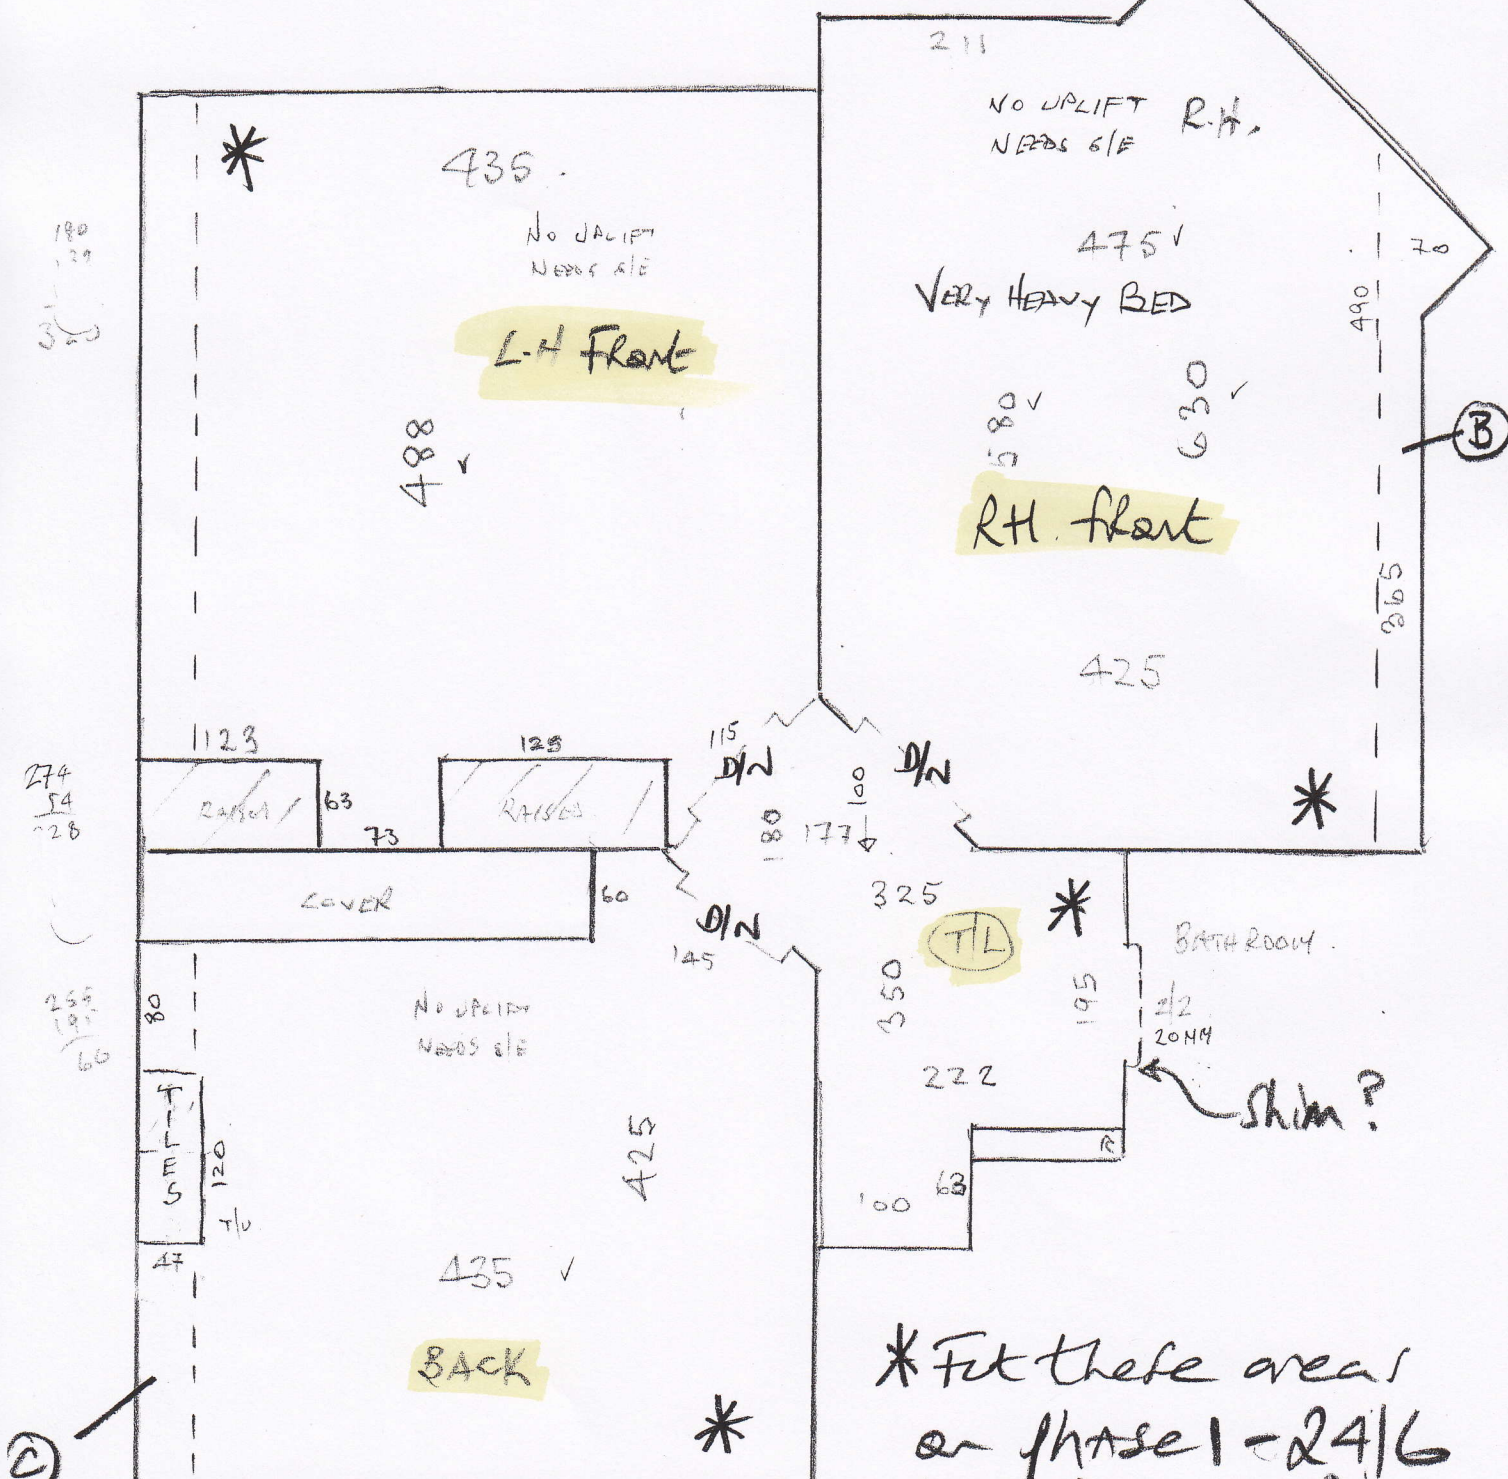 211
NO UPLIFT R.H.
NEEDS S/E
435
NO UPLIFT
NEEDS S/E
L-H FRont
488
475
70
VERY HEAVY BED
490
580
630
B
RH. fRont
365
425
123
125
115
D/N
D/N
RAISED
63
RAISED
73
100
180
177
274
54
COVER
60
D/N
145
325
T/L
BATHROOM
350
195
2/2
20MM
222
Shim?
R
63
100
80
NO UPLIFT
NEEDS S/E
TILES
120
T/U
47
425
435
BACK
C
* Fit these areas
on phASE 1 - 24/6